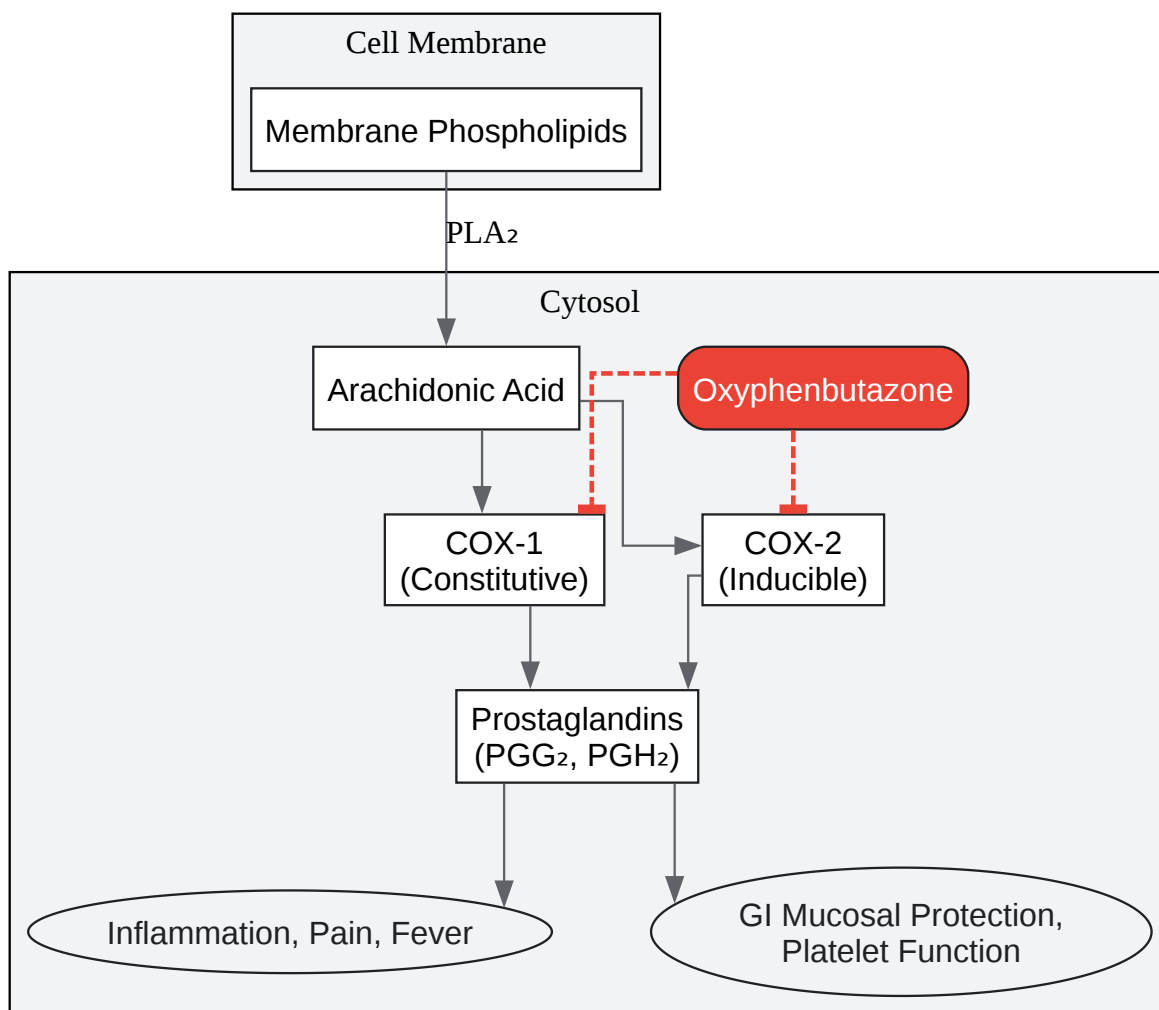 Cell Membrane
Membrane Phospholipids
PLA₂
Cytosol
Arachidonic Acid
Oxyphenbutazone
COX-1
(Constitutive)
COX-2
(Inducible)
Prostaglandins
(PGG₂, PGH₂)
Inflammation, Pain, Fever
GI Mucosal Protection,
Platelet Function